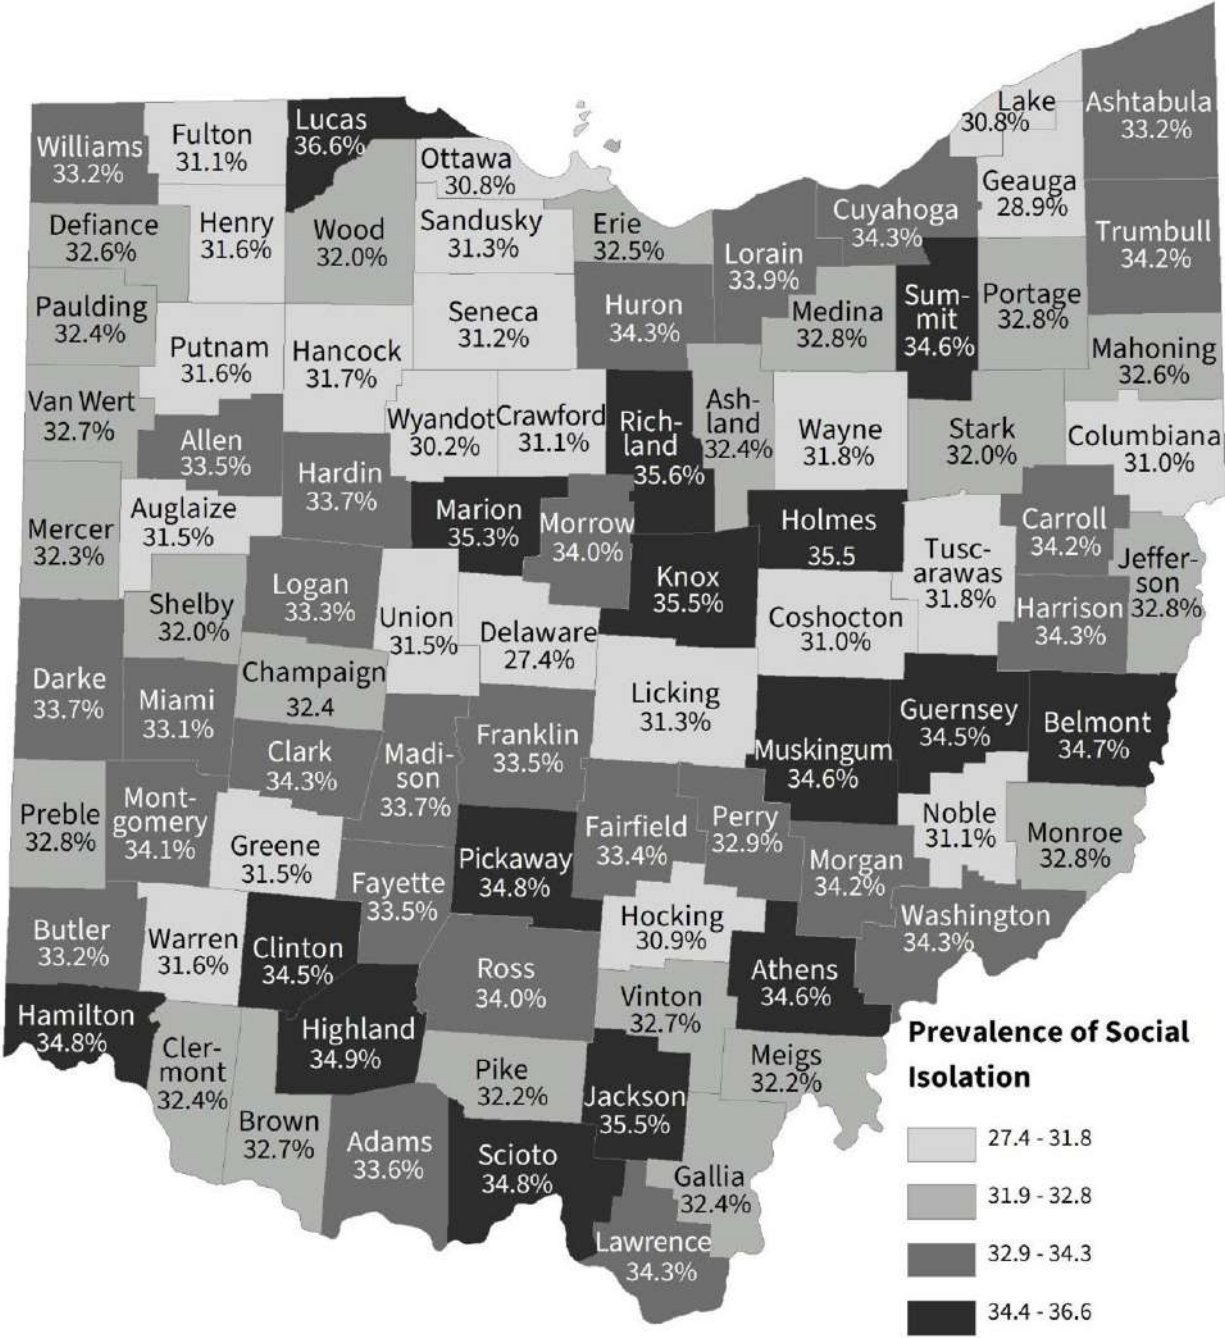 Lake
30.8%
Ashtabula
33.2%
Williams
33.2%
Fulton
31.1%
Lucas
36.6%
Ottawa
30.8%
Geauga
28.9%
Defiance
32.6%
Henry
31.6%
Wood
32.0%
Sandusky
31.3%
Erie
32.5%
Lorain
33.9%
Cuyahoga
34.3%
Trumbull
34.2%
Paulding
32.4%
Putnam
31.6%
Hancock
31.7%
Seneca
31.2%
Huron
34.3%
Medina
32.8%
Sum-
mit
34.6%
Portage
32.8%
Mahoning
32.6%
Van Wert
32.7%
Allen
33.5%
Hardin
33.7%
Wyandot
30.2%
Crawford
31.1%
Rich-
land
35.6%
Ash-
land
32.4%
Wayne
31.8%
Stark
32.0%
Columbiana
31.0%
Mercer
32.3%
Auglaize
31.5%
Marion
35.3%
Morrow
34.0%
Holmes
35.5
Carroll
34.2%
Tusc-
arawas
31.8%
Jeffer-
son
32.8%
Shelby
32.0%
Logan
33.3%
Union
31.5%
Delaware
27.4%
Knox
35.5%
Coshocton
31.0%
Harrison
34.3%
Darke
33.7%
Miami
33.1%
Champaign
32.4
Licking
31.3%
Muskingum
34.6%
Guernsey
34.5%
Belmont
34.7%
Clark
34.3%
Madi-
son
33.7%
Franklin
33.5%
Preble
32.8%
Mont-
gomery
34.1%
Greene
31.5%
Fayette
33.5%
Pickaway
34.8%
Fairfield
33.4%
Perry
32.9%
Morgan
34.2%
Noble
31.1%
Monroe
32.8%
Butler
33.2%
Warren
31.6%
Clinton
34.5%
Ross
34.0%
Hocking
30.9%
Athens
34.6%
Washington
34.3%
Hamilton
34.8%
Cler-
mont
32.4%
Highland
34.9%
Vinton
32.7%
Meigs
32.2%
Brown
32.7%
Adams
33.6%
Pike
32.2%
Jackson
35.5%
Scioto
34.8%
Gallia
32.4%
Lawrence
34.3%
Prevalence of Social
Isolation
27.4 - 31.8
31.9 - 32.8
32.9 - 34.3
34.4 - 36.6